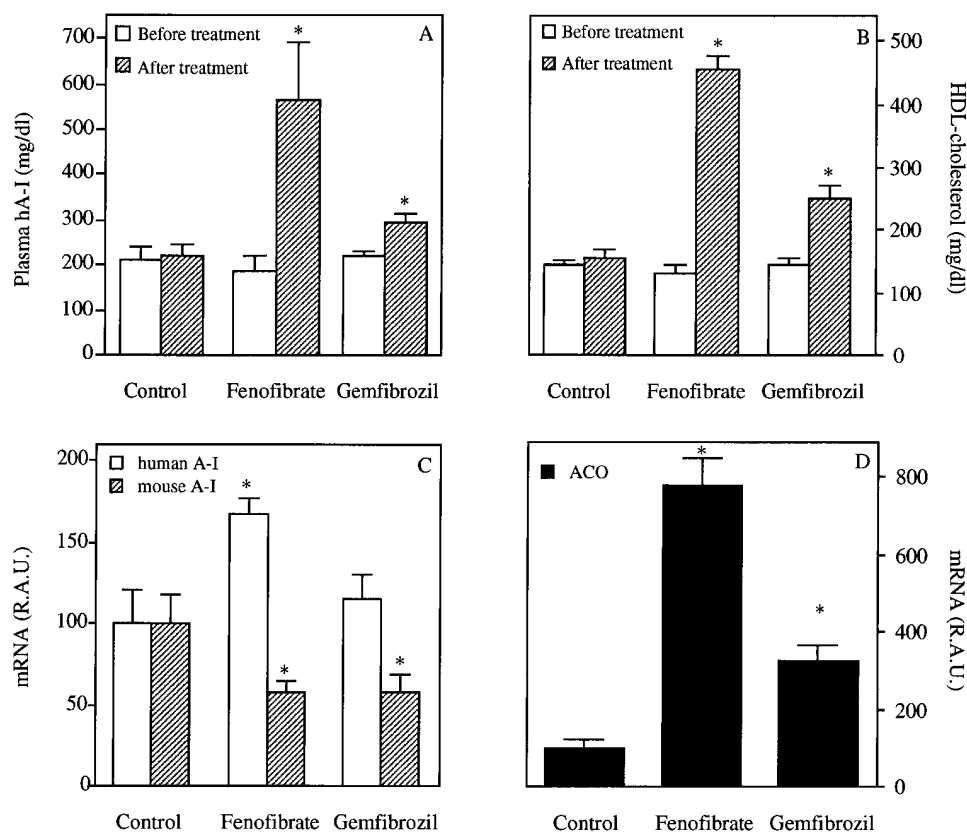 A
Before treatment
After treatment
Plasma hA-I (mg/dl)
700
600
500
400
300
200
100
0
*
*
Control Fenofibrate Gemfibrozil
B
Before treatment
After treatment
HDL-cholesterol (mg/dl)
500
400
300
200
100
0
*
*
Control Fenofibrate Gemfibrozil
C
human A-I
mouse A-I
mRNA (R.A.U.)
200
150
100
50
0
*
*
*
Control Fenofibrate Gemfibrozil
D
ACO
mRNA (R.A.U.)
800
600
400
200
0
*
*
Control Fenofibrate Gemfibrozil